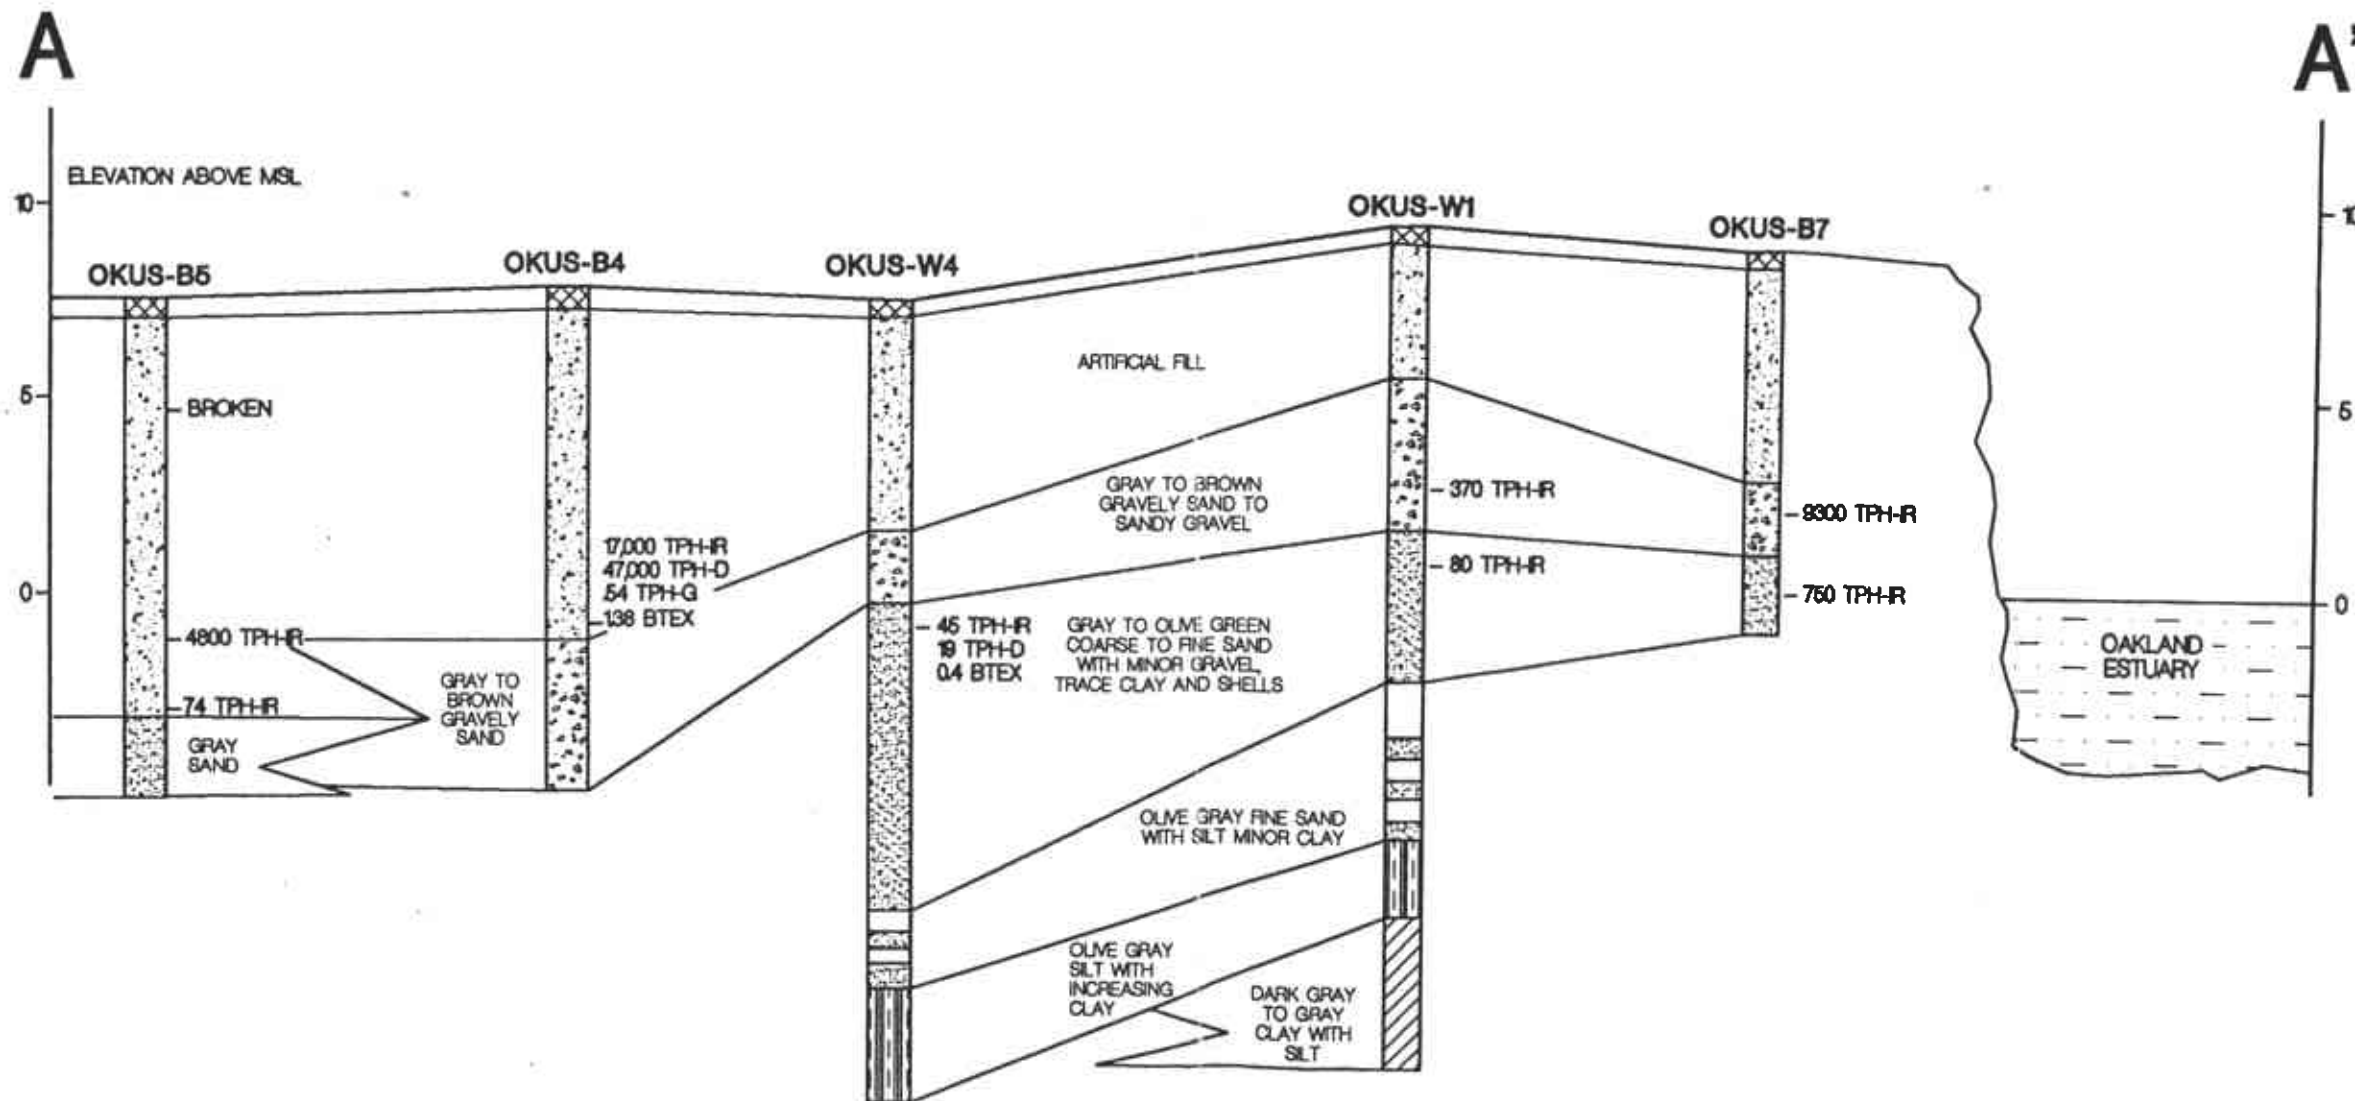 A
A'
ELEVATION ABOVE MSL
10
5
0
OKUS-B5
OKUS-B4
OKUS-W4
OKUS-W1
OKUS-B7
BROKEN
4800 TPH-IR
74 TPH-IR
GRAY
SAND
GRAY TO
BROWN
GRAVELY
SAND
17,000 TPH-IR
47,000 TPH-D
54 TPH-G
138 BTEX
45 TPH-IR
19 TPH-D
0.4 BTEX
ARTIFICIAL FILL
GRAY TO BROWN
GRAVELY SAND TO
SANDY GRAVEL
GRAY TO OLIVE GREEN
COARSE TO FINE SAND
WITH MINOR GRAVEL,
TRACE CLAY AND SHELLS
OLIVE GRAY FINE SAND
WITH SILT MINOR CLAY
OLIVE GRAY
SILT WITH
INCREASING
CLAY
DARK GRAY
TO GRAY
CLAY WITH
SILT
370 TPH-IR
80 TPH-IR
TPH-IR
750 TPH-IR
OAKLAND
ESTUARY
5
0